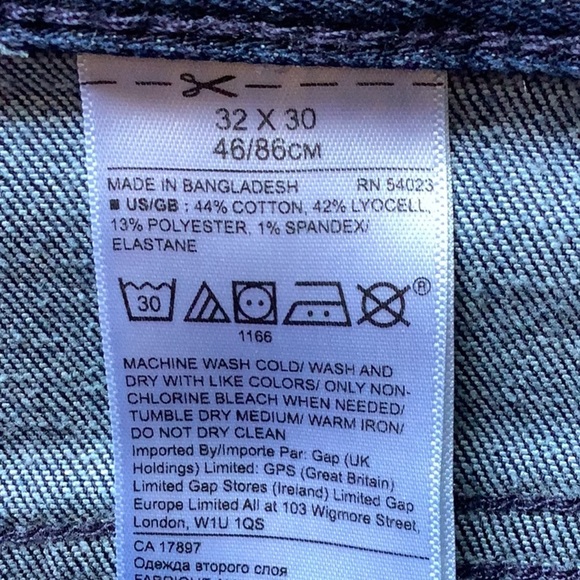 32 X 30
46/86CM
MADE IN BANGLADESH RN 54023
US/GB : 44% COTTON, 42% LYOCELL,
13% POLYESTER, 1% SPANDEX/
ELASTANE
30 ®
1166
MACHINE WASH COLD/ WASH AND
DRY WITH LIKE COLORS/ ONLY NON-
CHLORINE BLEACH WHEN NEEDED/
TUMBLE DRY MEDIUM/ WARM IRON/
DO NOT DRY CLEAN
Imported By/Importe Par: Gap (UK
Holdings) Limited: GPS (Great Britain)
Limited Gap Stores (Ireland) Limited Gap
Europe Limited All at 103 Wigmore Street,
London, W1U 1QS
CA 17897
Одежда второго слоя